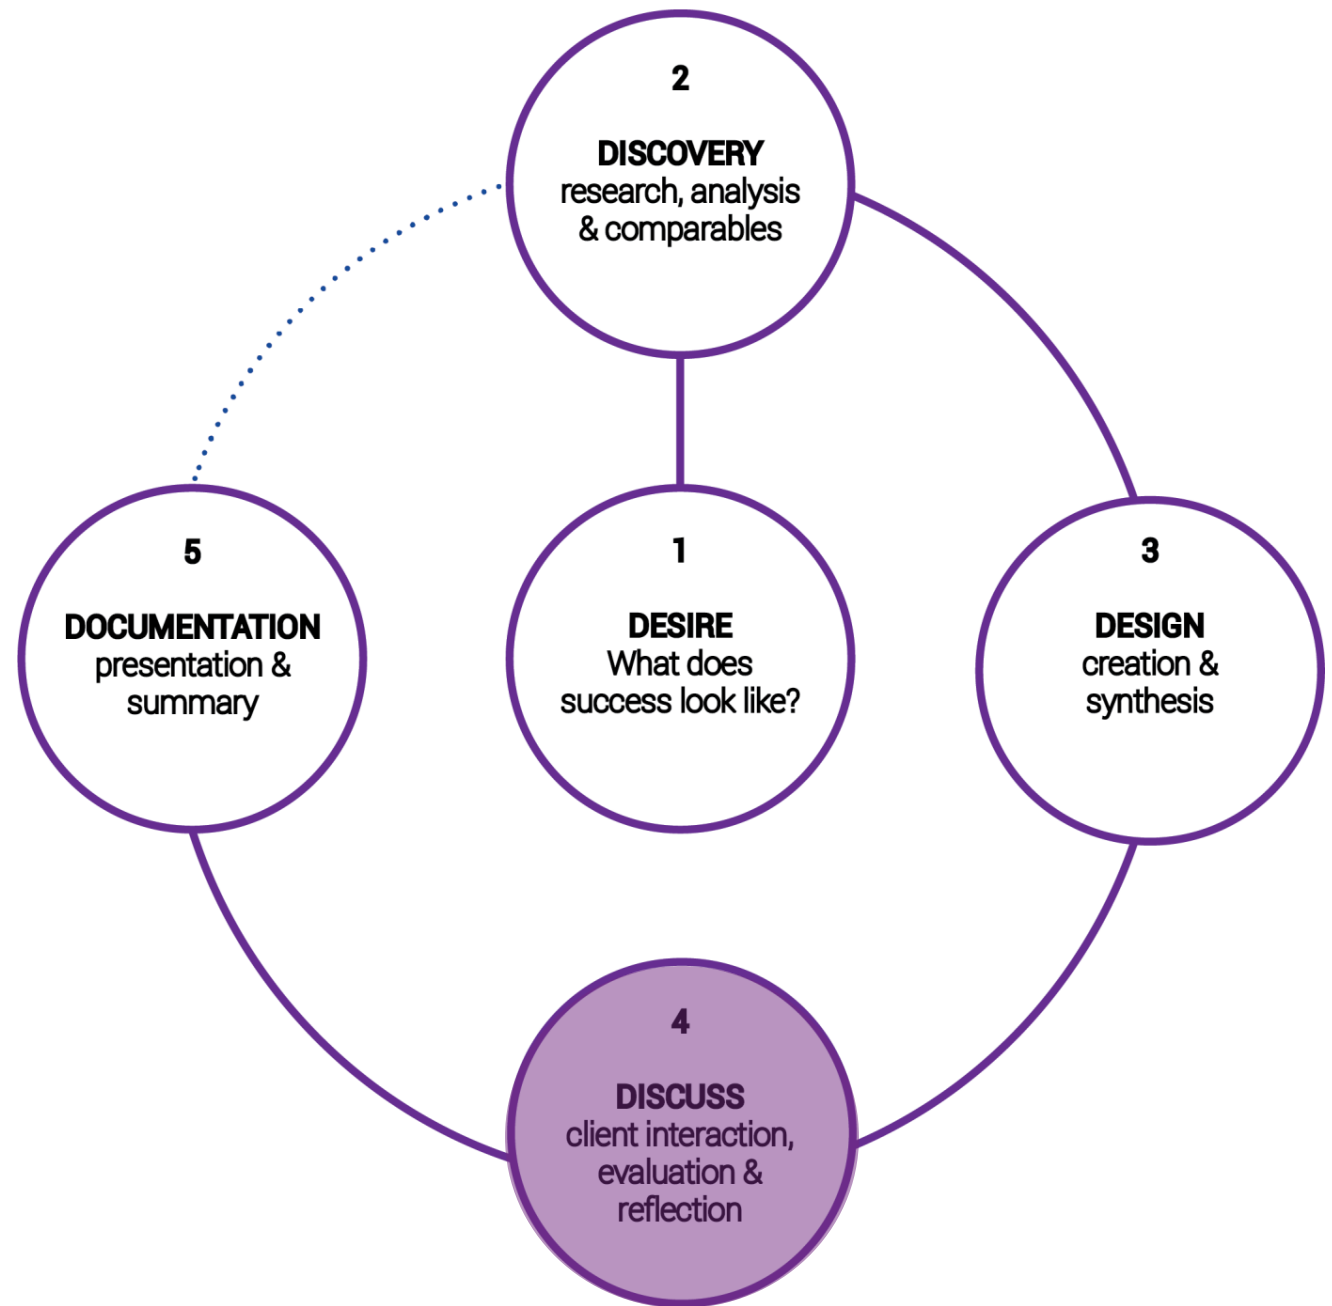 2
DISCOVERY
research, analysis
& comparables
5
DOCUMENTATION
presentation &
summary
1
DESIRE
What does
success look like?
3
DESIGN
creation &
synthesis
4
DISCUSS
client interaction,
evaluation &
reflection